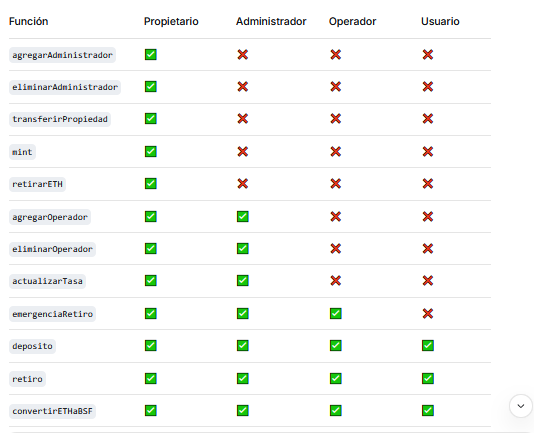 Función Propietario Administrador Operador Usuario
agregarAdministrador ✅ ❌ ❌ ❌
eliminarAdministrador ✅ ❌ ❌ ❌
transferirPropiedad ✅ ❌ ❌ ❌
mint ✅ ❌ ❌ ❌
retirarETH ✅ ❌ ❌ ❌
agregarOperador ✅ ✅ ❌ ❌
eliminarOperador ✅ ✅ ❌ ❌
actualizarTasa ✅ ✅ ❌ ❌
emergenciaRetiro ✅ ✅ ✅ ❌
deposito ✅ ✅ ✅ ✅
retiro ✅ ✅ ✅ ✅
convertirETHaBSF ✅ ✅ ✅ ✅